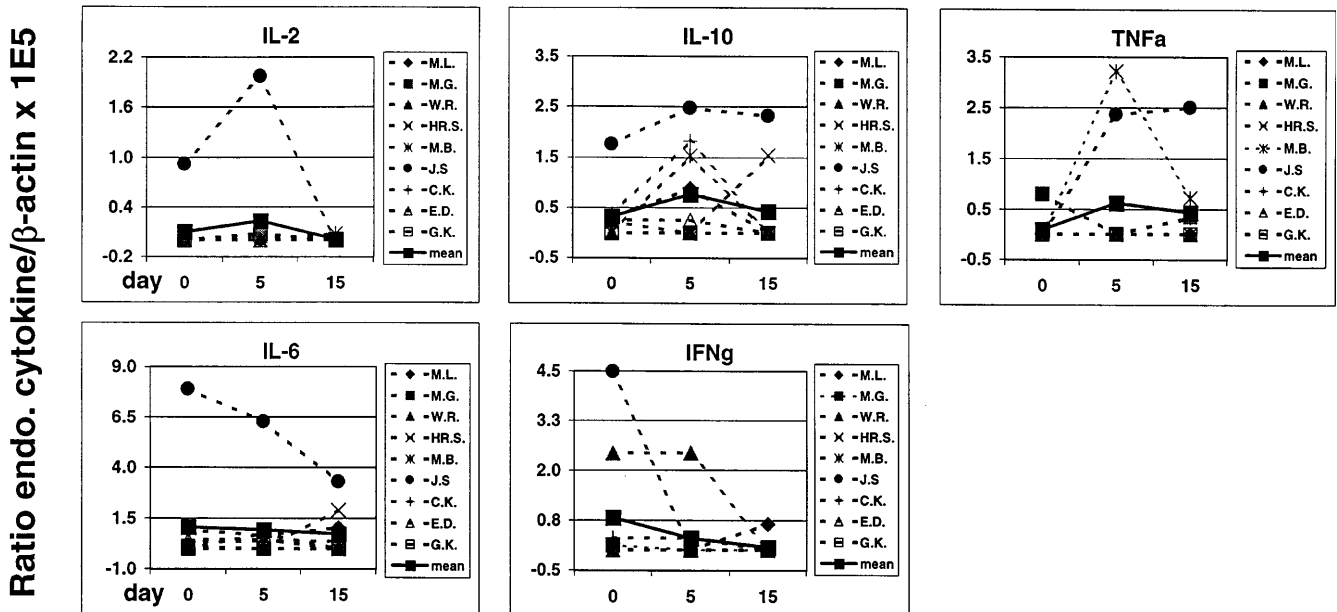 Ratio endo. cytokine/β-actin x 1E5
IL-2
2.2
1.6
1.0
0.4
-0.2
day
0
5
15
M.L.
M.G.
W.R.
HR.S.
M.B.
J.S
C.K.
E.D.
G.K.
mean
IL-10
3.5
2.5
1.5
0.5
-0.5
0
5
15
M.L.
M.G.
W.R.
HR.S.
M.B.
J.S
C.K.
E.D.
G.K.
mean
TNFa
3.5
2.5
1.5
0.5
-0.5
0
5
15
M.L.
M.G.
W.R.
HR.S.
M.B.
J.S
C.K.
E.D.
G.K.
mean
IL-6
9.0
6.5
4.0
1.5
-1.0
day
0
5
15
M.L.
M.G.
W.R.
HR.S.
M.B.
J.S
C.K.
E.D.
G.K.
mean
IFNg
4.5
3.3
2.0
0.8
-0.5
0
5
15
M.L.
M.G.
W.R.
HR.S.
M.B.
J.S
C.K.
E.D.
G.K.
mean